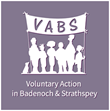 VABS
Voluntary Action
in Badenoch & Strathspey